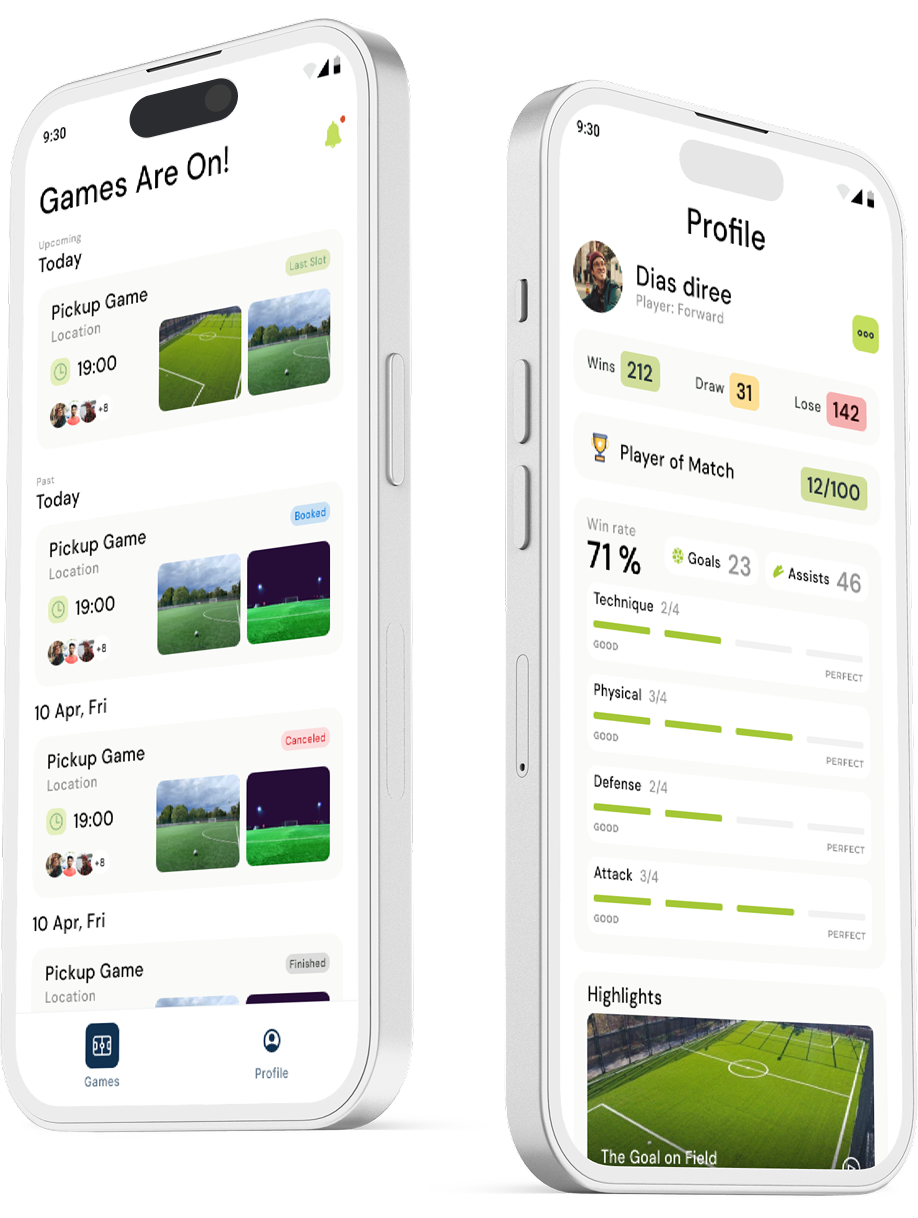 9:30
Games Are On!
Upcoming
Today
Last Slot
Pickup Game
Location
19:00
+8
Past
Today
Booked
Pickup Game
Location
19:00
+8
10 Apr, Fri
Canceled
Pickup Game
Location
19:00
+8
10 Apr, Fri
Finished
Pickup Game
Location
Games
Profile
9:30
Profile
Dias diree
Player: Forward
Wins 212 Draw 31 Lose 142
Player of Match 12/100
Win rate
71 % Goals 23 Assists 46
Technique 2/4
GOOD PERFECT
Physical 3/4
GOOD PERFECT
Defense 2/4
GOOD PERFECT
Attack 3/4
GOOD PERFECT
Highlights
The Goal on Field